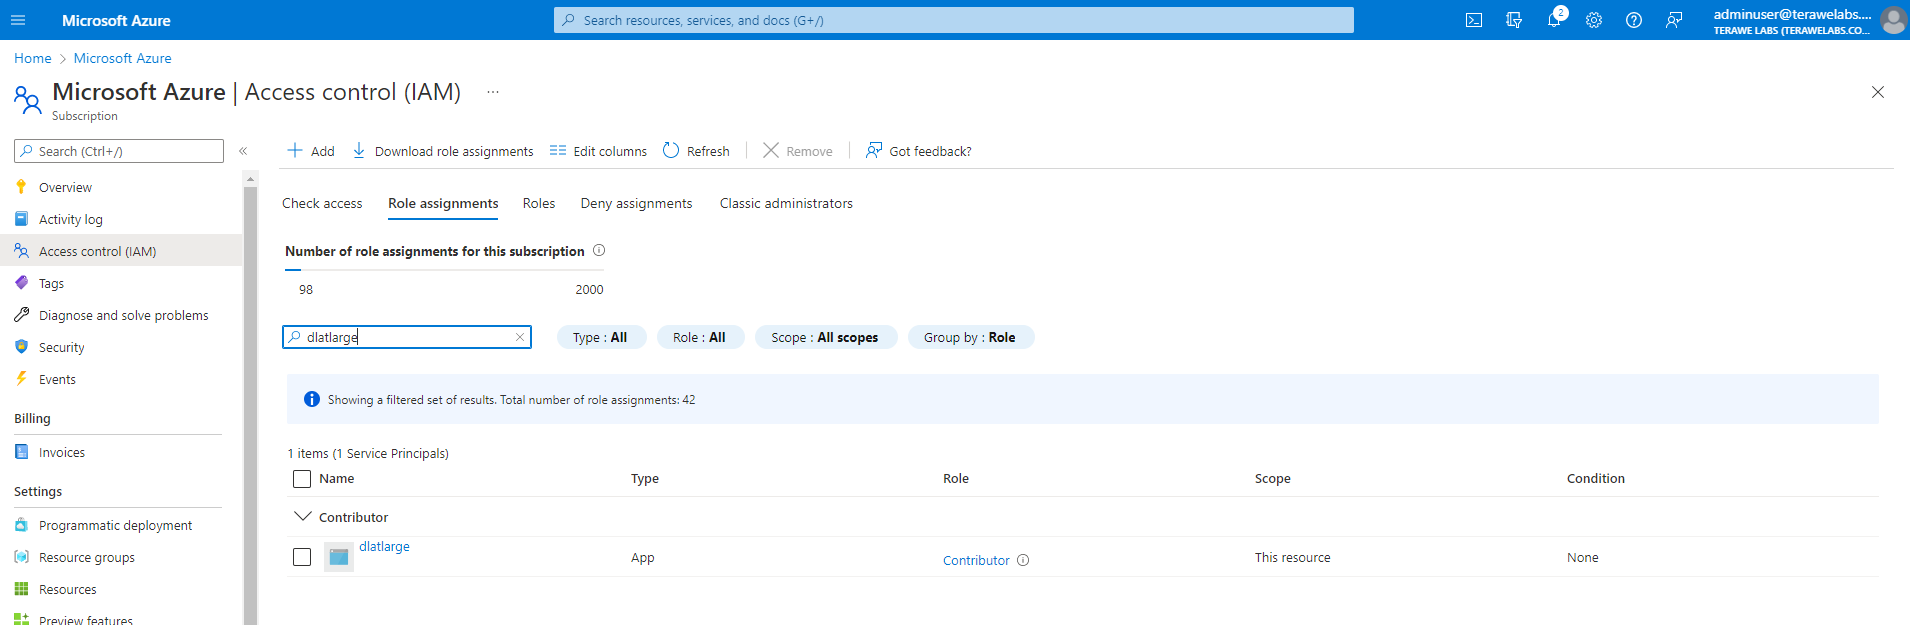 Microsoft Azure
Search resources, services, and docs (G+/)
2
adminuser@terawelabs....
TERAWE LABS (TERAWELABS.CO...
Home > Microsoft Azure
Microsoft Azure | Access control (IAM) ...
Subscription
Search (Ctrl+/) «
Add Download role assignments Edit columns Refresh Remove Got feedback?
Overview
Activity log
Access control (IAM)
Tags
Diagnose and solve problems
Security
Events
Billing
Invoices
Settings
Programmatic deployment
Resource groups
Resources
Preview features
Check access Role assignments Roles Deny assignments Classic administrators
Number of role assignments for this subscription
98 2000
dlatlarge
Type : All Role : All Scope : All scopes Group by : Role
Showing a filtered set of results. Total number of role assignments: 42
1 items (1 Service Principals)
Name Type Role Scope Condition
Contributor
dlatlarge App Contributor This resource None